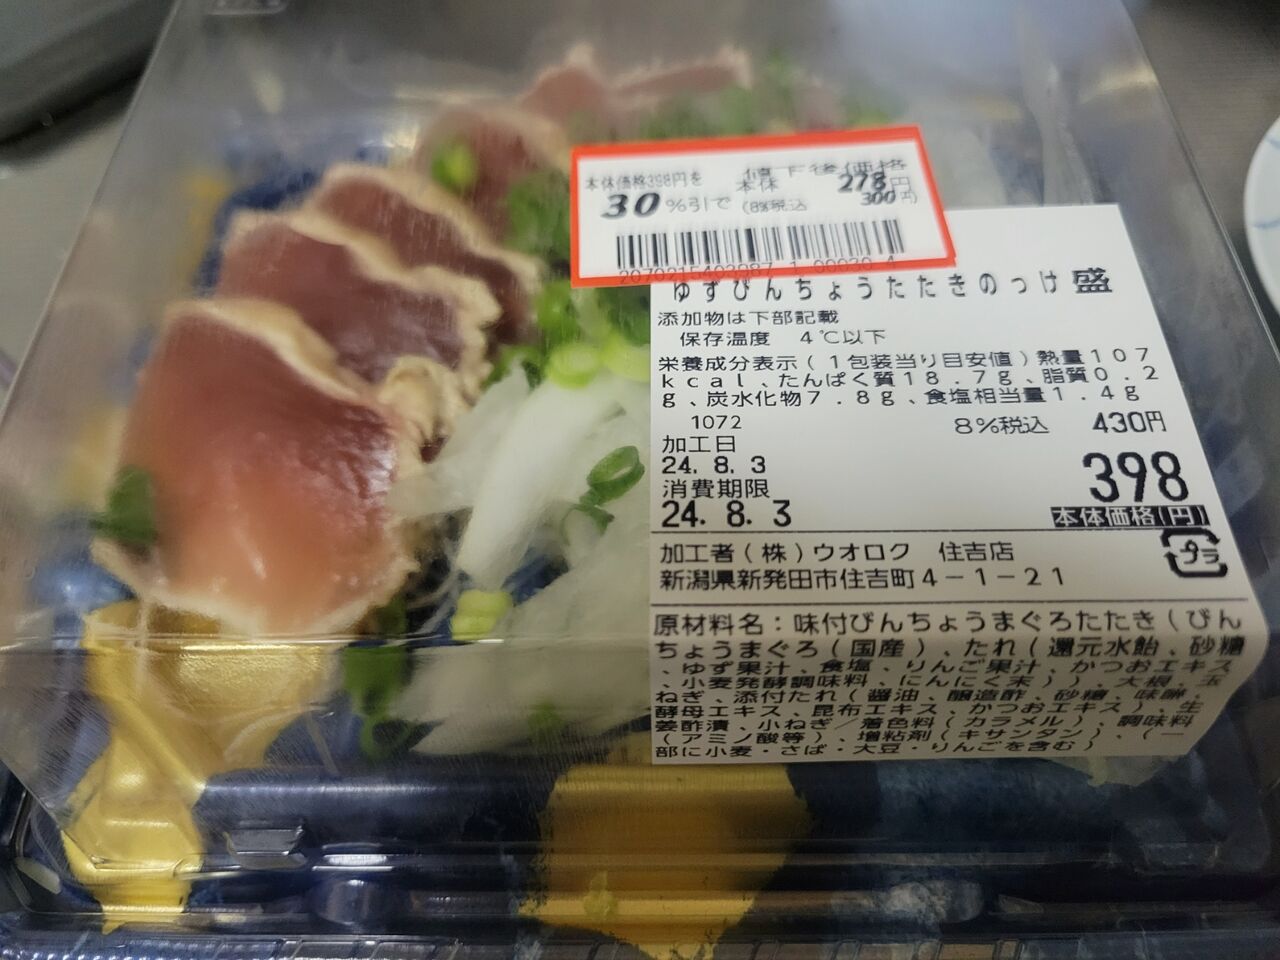 本体価格398円を 値下後価格
30%引で 本体 278円
(8%税込 300円)
ゆずびんちょうたたきのっけ盛
添加物は下部記載
保存温度 4℃以下
栄養成分表示(1包装当り目安値)熱量107
kcal、たんぱく質18.7g、脂質0.2
g、炭水化物7.8g、食塩相当量1.4g
1072 8%税込 430円
加工日
24.8.3
398
消費期限
24.8.3
本体価格(円)
プラ
加工者(株)ウオロク 住吉店
新潟県新発田市住吉町4-1-21
原材料名:味付びんちょうまぐろたたき(びん
ちょうまぐろ(国産)、たれ(還元水飴、砂糖
、ゆず果汁、食塩、りんご果汁、かつおエキス
、小麦発酵調味料、にんにく末))、大根、玉
ねぎ、添付たれ(醤油、醸造酢、砂糖、味醂、
酵母エキス、昆布エキス、かつおエキス)、生
姜酢漬、小ねぎ/着色料(カラメル)、調味料
(アミノ酸等)、増粘剤(キサンタン)、(一
部に小麦・さば・大豆・りんごを含む)